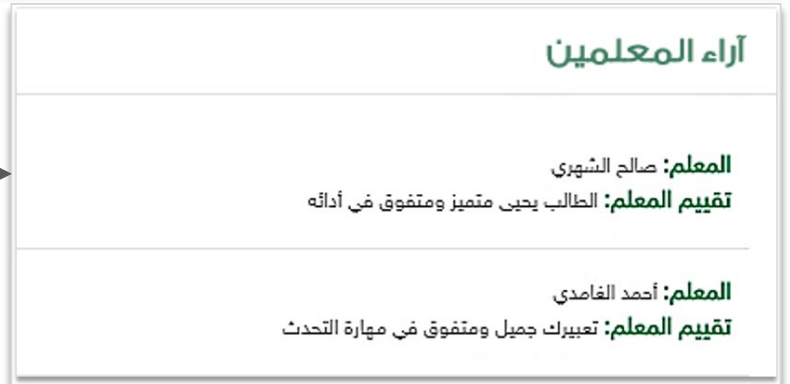 آراء المعلمين
المعلم: صالح الشهري
تقييم المعلم: الطالب يحيى متميز ومتفوق في أدائه
المعلم: أحمد الغامدي
تقييم المعلم: تعبيرك جميل ومتفوق في مهارة التحدث